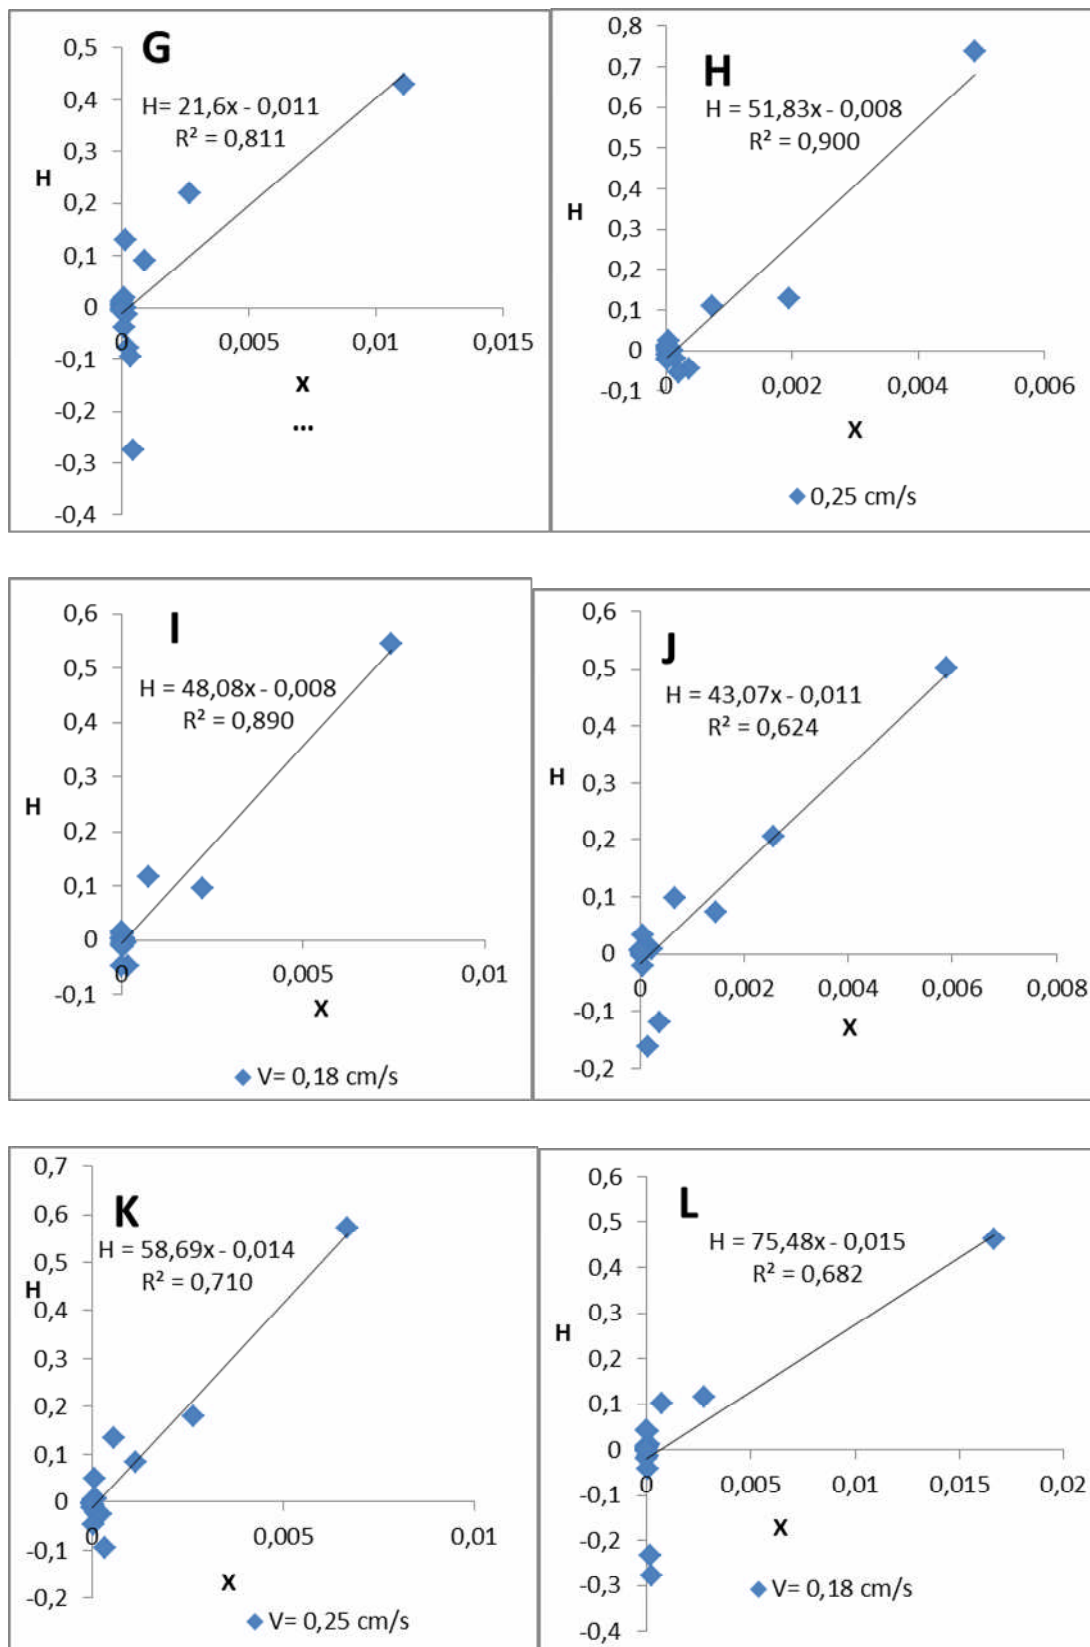 G
H= 21,6x - 0,011
R² = 0,811
0,5
0,4
0,3
0,2
0,1
0
-0,1
-0,2
-0,3
-0,4
H
0
0,005
0,01
0,015
X
...
H
H = 51,83x - 0,008
R² = 0,900
0,8
0,7
0,6
0,5
0,4
0,3
0,2
0,1
0
-0,1
H
0
0,002
0,004
0,006
X
0,25 cm/s
I
H = 48,08x - 0,008
R² = 0,890
0,6
0,5
0,4
0,3
0,2
0,1
0
-0,1
H
0
0,005
0,01
X
V= 0,18 cm/s
J
H = 43,07x - 0,011
R² = 0,624
0,6
0,5
0,4
0,3
0,2
0,1
0
-0,1
-0,2
H
0
0,002
0,004
0,006
0,008
X
K
H = 58,69x - 0,014
R² = 0,710
0,7
0,6
0,5
0,4
0,3
0,2
0,1
0
-0,1
-0,2
H
0
0,005
0,01
X
V= 0,25 cm/s
L
H = 75,48x - 0,015
R² = 0,682
0,6
0,5
0,4
0,3
0,2
0,1
0
-0,1
-0,2
-0,3
-0,4
H
0
0,005
0,01
0,015
0,02
X
V= 0,18 cm/s